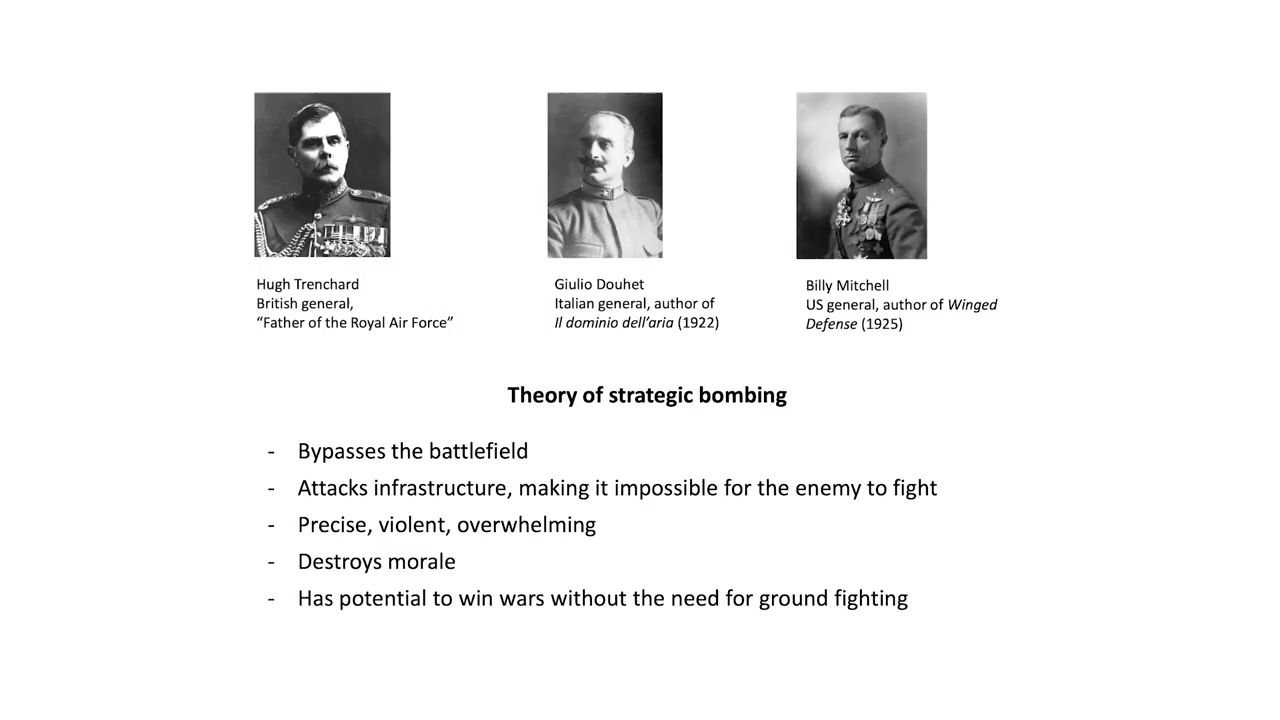 Hugh Trenchard
British general,
“Father of the Royal Air Force”
Giulio Douhet
Italian general, author of
Il dominio dell’aria (1922)
Billy Mitchell
US general, author of Winged
Defense (1925)
Theory of strategic bombing
- Bypasses the battlefield
- Attacks infrastructure, making it impossible for the enemy to fight
- Precise, violent, overwhelming
- Destroys morale
- Has potential to win wars without the need for ground fighting